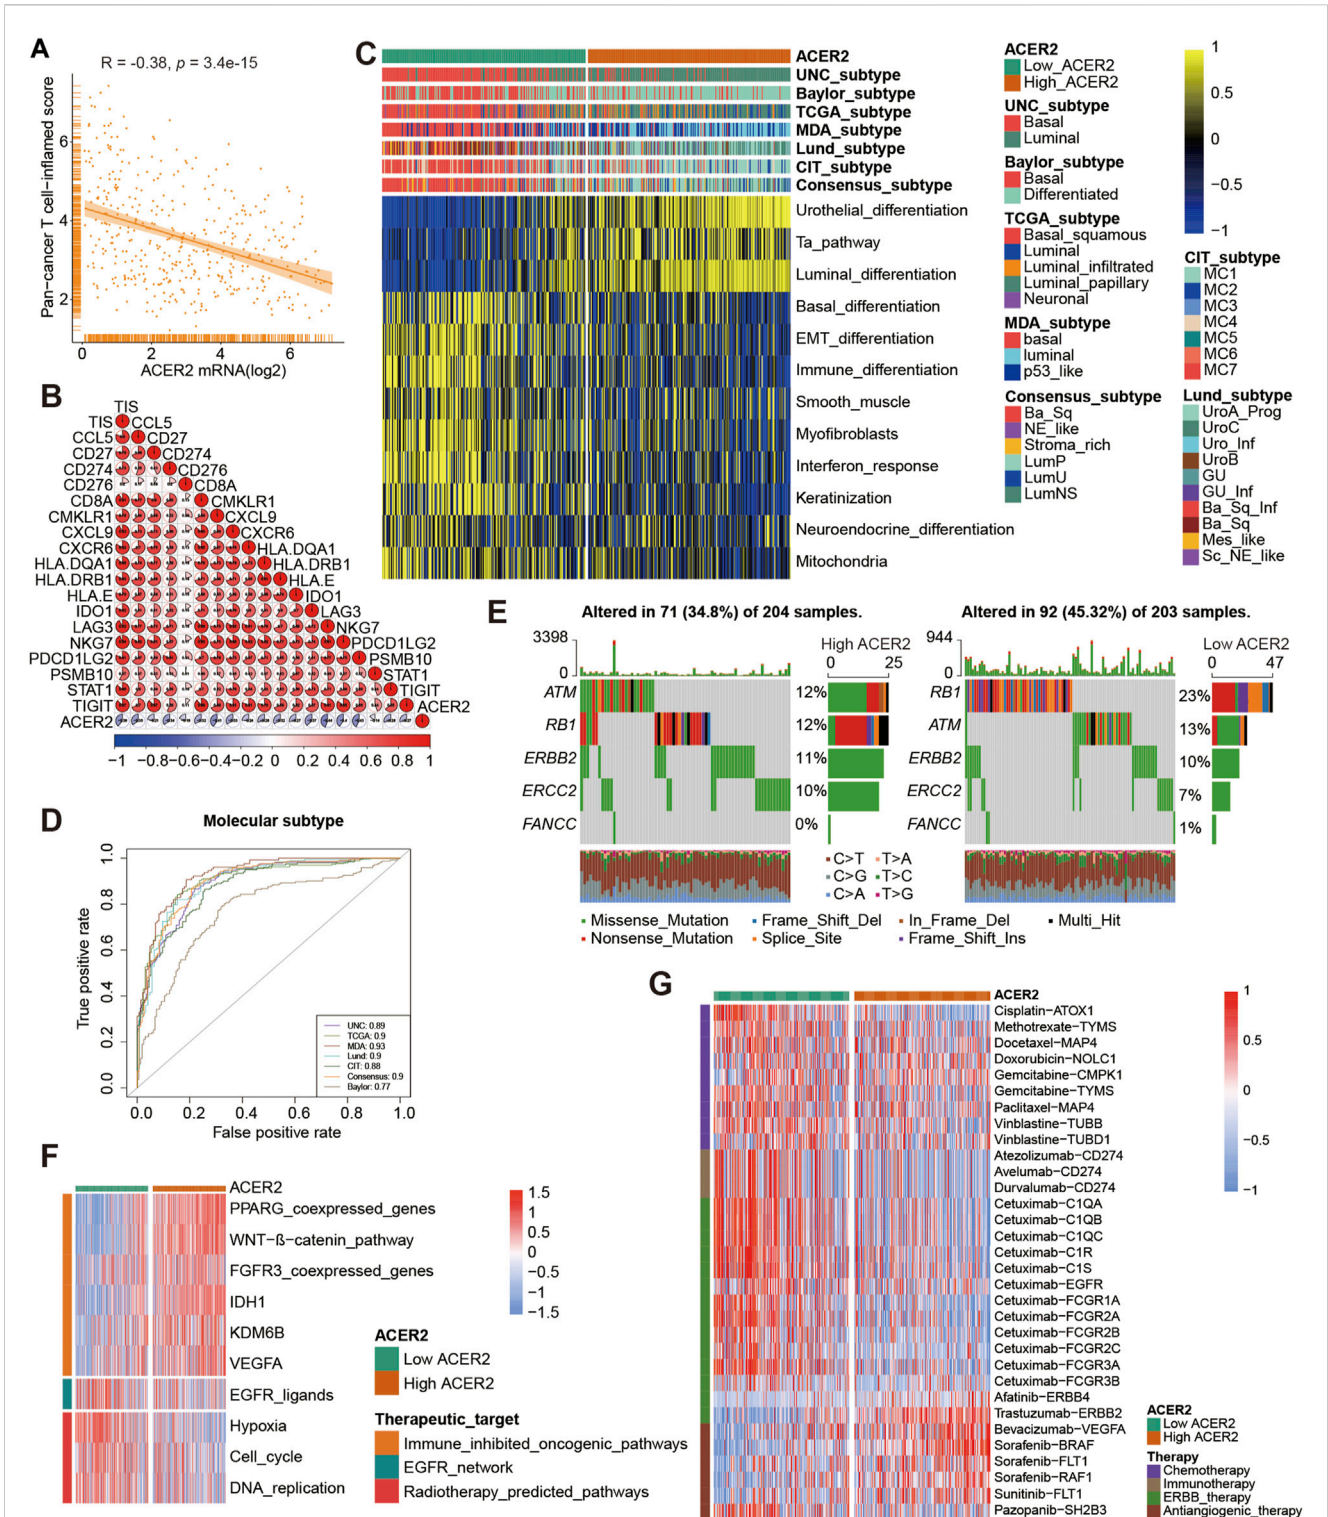 A
R = -0.38, p = 3.4e-15
Pan-cancer T cell-inflamed score
6
4
2
0 2 4 6
ACER2 mRNA(log2)
B
TIS
TIS CCL5
CCL5 CD27
CD27 CD274
CD274 CD276
CD276 CD8A
CD8A CMKLR1
CMKLR1 CXCL9
CXCL9 CXCR6
CXCR6 HLA.DQA1
HLA.DQA1 HLA.DRB1
HLA.DRB1 HLA.E
HLA.E IDO1
IDO1 LAG3
LAG3 NKG7
NKG7 PDCD1LG2
PDCD1LG2 PSMB10
PSMB10 STAT1
STAT1 TIGIT
TIGIT ACER2
ACER2
−1 −0.8−0.6−0.4−0.2 0 0.2 0.4 0.6 0.8 1
C
ACER2
UNC_subtype
Baylor_subtype
TCGA_subtype
MDA_subtype
Lund_subtype
CIT_subtype
Consensus_subtype
Urothelial_differentiation
Ta_pathway
Luminal_differentiation
Basal_differentiation
EMT_differentiation
Immune_differentiation
Smooth_muscle
Myofibroblasts
Interferon_response
Keratinization
Neuroendocrine_differentiation
Mitochondria
ACER2
Low_ACER2
High_ACER2
UNC_subtype
Basal
Luminal
Baylor_subtype
Basal
Differentiated
TCGA_subtype
Basal_squamous
Luminal
Luminal_infiltrated
Luminal_papillary
Neuronal
MDA_subtype
basal
luminal
p53_like
Consensus_subtype
Ba_Sq
NE_like
Stroma_rich
LumP
LumU
LumNS
1
0.5
0
−0.5
−1
CIT_subtype
MC1
MC2
MC3
MC4
MC5
MC6
MC7
Lund_subtype
UroA_Prog
UroC
Uro_Inf
UroB
GU
GU_Inf
Ba_Sq_Inf
Ba_Sq
Mes_like
Sc_NE_like
D
Molecular subtype
True positive rate
0.0 0.2 0.4 0.6 0.8 1.0
UNC: 0.89
TCGA: 0.9
MDA: 0.93
Lund: 0.9
CIT: 0.88
Consensus: 0.9
Baylor: 0.77
0.0 0.2 0.4 0.6 0.8 1.0
False positive rate
E
Altered in 71 (34.8%) of 204 samples.
3398
0
High ACER2
0 25
ATM 12%
RB1 12%
ERBB2 11%
ERCC2 10%
FANCC 0%
Altered in 92 (45.32%) of 203 samples.
944
0
Low ACER2
0 47
RB1 23%
ATM 13%
ERBB2 10%
ERCC2 7%
FANCC 1%
C>T T>A
C>G T>C
C>A T>G
Missense_Mutation Frame_Shift_Del In_Frame_Del Multi_Hit
Nonsense_Mutation Splice_Site Frame_Shift_Ins
F
ACER2
PPARG_coexpressed_genes
WNT−ß−catenin_pathway
FGFR3_coexpressed_genes
IDH1
KDM6B
VEGFA
EGFR_ligands
Hypoxia
Cell_cycle
DNA_replication
1.5
1
0.5
0
−0.5
−1
−1.5
ACER2
Low ACER2
High ACER2
Therapeutic_target
Immune_inhibited_oncogenic_pathways
EGFR_network
Radiotherapy_predicted_pathways
G
ACER2
Cisplatin−ATOX1
Methotrexate−TYMS
Docetaxel−MAP4
Doxorubicin−NOLC1
Gemcitabine−CMPK1
Gemcitabine−TYMS
Paclitaxel−MAP4
Vinblastine−TUBB
Vinblastine−TUBD1
Atezolizumab−CD274
Avelumab−CD274
Durvalumab−CD274
Cetuximab−C1QA
Cetuximab−C1QB
Cetuximab−C1QC
Cetuximab−C1R
Cetuximab−C1S
Cetuximab−EGFR
Cetuximab−FCGR1A
Cetuximab−FCGR2A
Cetuximab−FCGR2B
Cetuximab−FCGR2C
Cetuximab−FCGR3A
Cetuximab−FCGR3B
Afatinib−ERBB4
Trastuzumab−ERBB2
Bevacizumab−VEGFA
Sorafenib−BRAF
Sorafenib−FLT1
Sorafenib−RAF1
Sunitinib−FLT1
Pazopanib−SH2B3
1
0.5
0
−0.5
−1
ACER2
Low ACER2
High ACER2
Therapy
Chemotherapy
Immunotherapy
ERBB_therapy
Antiangiogenic_therapy